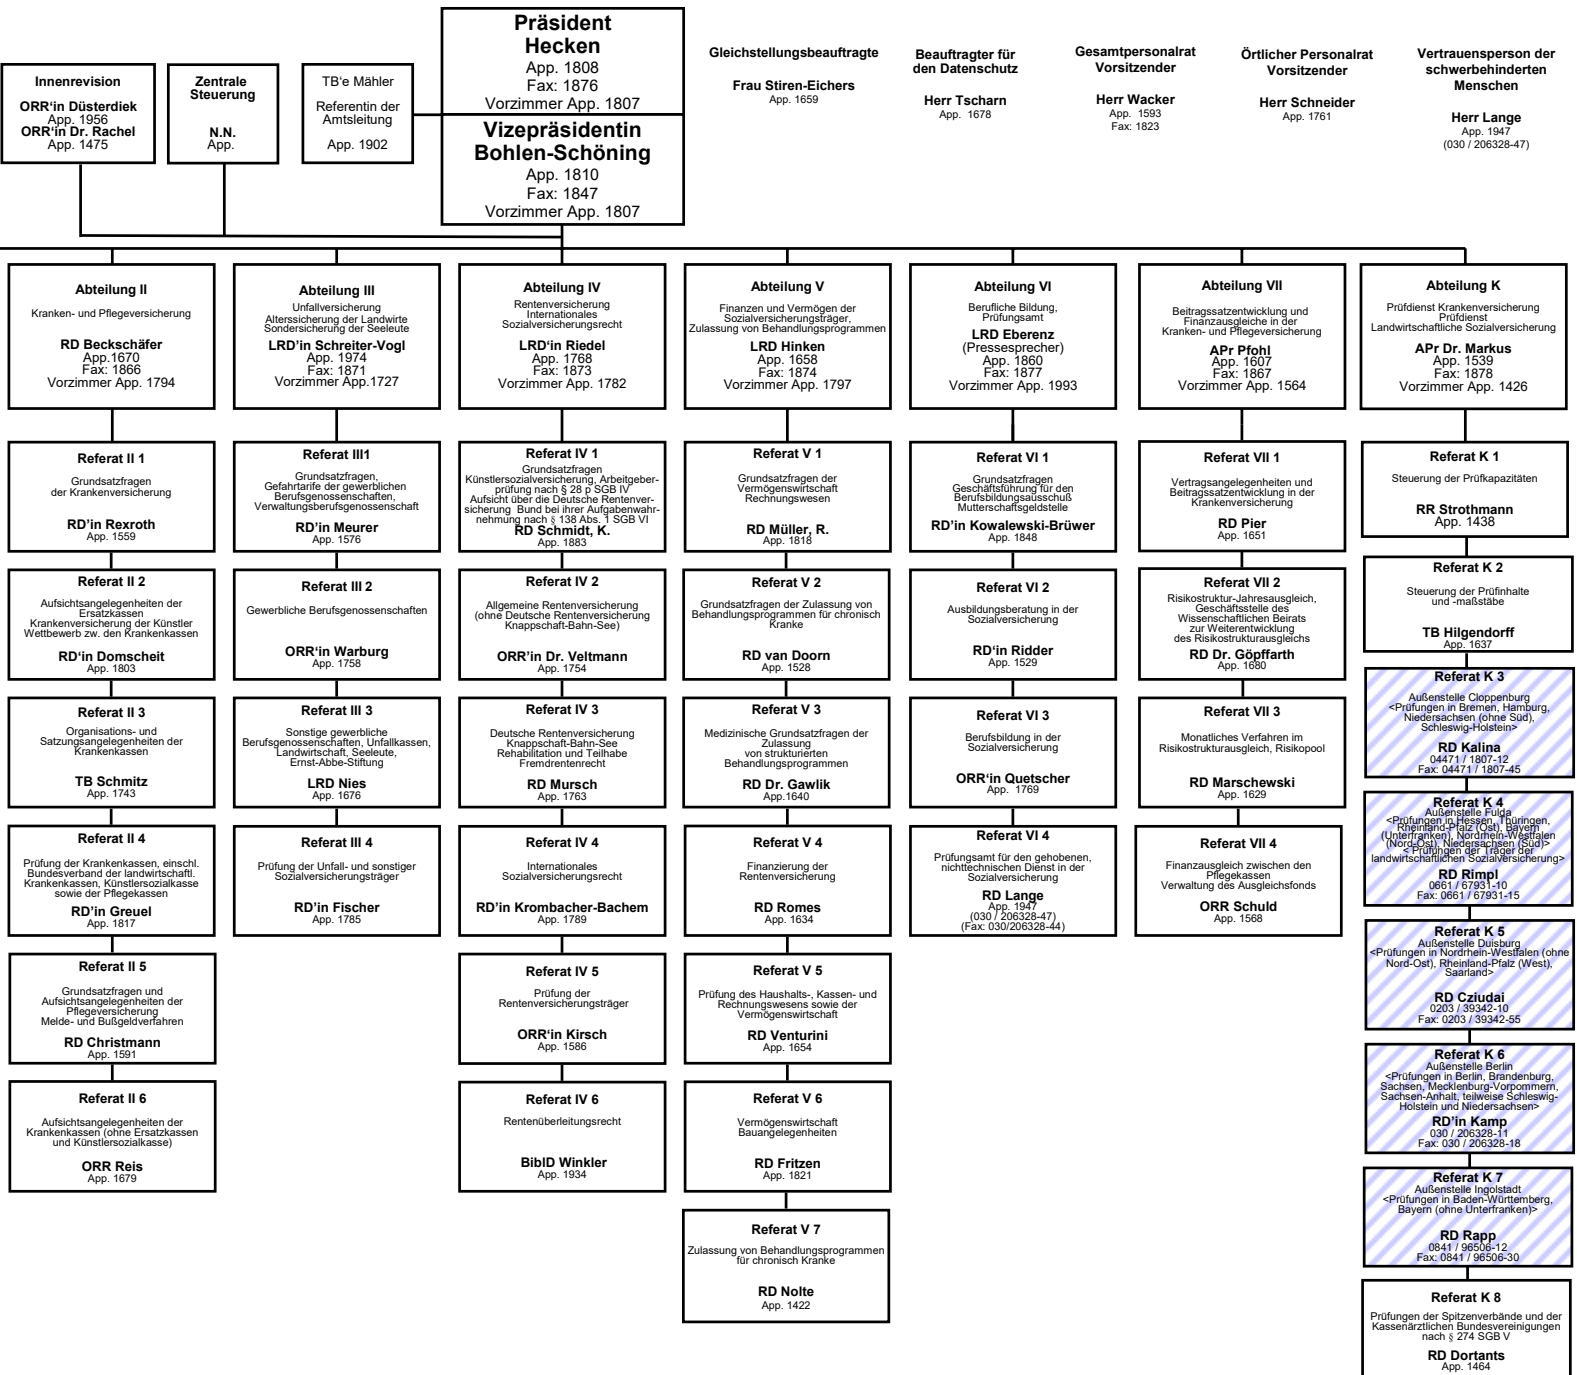 Präsident
Hecken
App. 1808
Fax: 1876
Vorzimmer App. 1807
Vizepräsidentin
Bohlen-Schöning
App. 1810
Fax: 1847
Vorzimmer App. 1807
Innenrevision
ORR'in Düsterdiek
App. 1956
ORR'in Dr. Rachel
App. 1475
Zentrale
Steuerung
N.N.
App.
TB'e Mähler
Referentin der
Amtsleitung
App. 1902
Gleichstellungsbeauftragte
Frau Stiren-Eichers
App. 1659
Beauftragter für
den Datenschutz
Herr Tscharn
App. 1678
Gesamtpersonalrat
Vorsitzender
Herr Wacker
App. 1593
Fax: 1823
Örtlicher Personalrat
Vorsitzender
Herr Schneider
App. 1761
Vertrauensperson der
schwerbehinderten
Menschen
Herr Lange
App. 1947
(030 / 206328-47)
Abteilung II
Kranken- und Pflegeversicherung
RD Beckschäfer
App.1670
Fax: 1866
Vorzimmer App. 1794
Referat II 1
Grundsatzfragen
der Krankenversicherung
RD'in Rexroth
App. 1559
Referat II 2
Aufsichtsangelegenheiten der
Ersatzkassen
Krankenversicherung der Künstler
Wettbewerb zw. den Krankenkassen
RD'in Domscheit
App. 1803
Referat II 3
Organisations- und
Satzungsangelegenheiten der
Krankenkassen
TB Schmitz
App. 1743
Referat II 4
Prüfung der Krankenkassen, einschl.
Bundesverband der landwirtschaftl.
Krankenkassen, Künstlersozialkasse
sowie der Pflegekassen
RD'in Greuel
App. 1817
Referat II 5
Grundsatzfragen und
Aufsichtsangelegenheiten der
Pflegeversicherung
Melde- und Bußgeldverfahren
RD Christmann
App. 1591
Referat II 6
Aufsichtsangelegenheiten der
Krankenkassen (ohne Ersatzkassen
und Künstlersozialkasse)
ORR Reis
App. 1679
Abteilung III
Unfallversicherung
Alterssicherung der Landwirte
Sondersicherung der Seeleute
LRD'in Schreiter-Vogl
App. 1974
Fax: 1871
Vorzimmer App.1727
Referat III1
Grundsatzfragen,
Gefahrtarife der gewerblichen
Berufsgenossenschaften,
Verwaltungsberufsgenossenschaft
RD'in Meurer
App. 1576
Referat III 2
Gewerbliche Berufsgenossenschaften
ORR'in Warburg
App. 1758
Referat III 3
Sonstige gewerbliche
Berufsgenossenschaften, Unfallkassen,
Landwirtschaft, Seeleute,
Ernst-Abbe-Stiftung
LRD Nies
App. 1676
Referat III 4
Prüfung der Unfall- und sonstiger
Sozialversicherungsträger
RD'in Fischer
App. 1785
Abteilung IV
Rentenversicherung
Internationales
Sozialversicherungsrecht
LRD'in Riedel
App. 1768
Fax: 1873
Vorzimmer App. 1782
Referat IV 1
Grundsatzfragen
Künstlersozialversicherung, Arbeitgeber-
prüfung nach § 28 p SGB IV
Aufsicht über die Deutsche Rentenver-
sicherung Bund bei ihrer Aufgabenwahr-
nehmung nach § 138 Abs. 1 SGB VI
RD Schmidt, K.
App. 1883
Referat IV 2
Allgemeine Rentenversicherung
(ohne Deutsche Rentenversicherung
Knappschaft-Bahn-See)
ORR'in Dr. Veltmann
App. 1754
Referat IV 3
Deutsche Rentenversicherung
Knappschaft-Bahn-See
Rehabilitation und Teilhabe
Fremdrentenrecht
RD Mursch
App. 1763
Referat IV 4
Internationales
Sozialversicherungsrecht
RD'in Krombacher-Bachem
App. 1789
Referat IV 5
Prüfung der
Rentenversicherungsträger
ORR'in Kirsch
App. 1586
Referat IV 6
Rentenüberleitungsrecht
BiblD Winkler
App. 1934
Abteilung V
Finanzen und Vermögen der
Sozialversicherungsträger,
Zulassung von Behandlungsprogrammen
LRD Hinken
App. 1658
Fax: 1874
Vorzimmer App. 1797
Referat V 1
Grundsatzfragen der
Vermögenswirtschaft
Rechnungswesen
RD Müller, R.
App. 1818
Referat V 2
Grundsatzfragen der Zulassung von
Behandlungsprogrammen für chronisch
Kranke
RD van Doorn
App. 1528
Referat V 3
Medizinische Grundsatzfragen der
Zulassung
von strukturierten
Behandlungsprogrammen
RD Dr. Gawlik
App.1640
Referat V 4
Finanzierung der
Rentenversicherung
RD Romes
App. 1634
Referat V 5
Prüfung des Haushalts-, Kassen- und
Rechnungswesens sowie der
Vermögenswirtschaft
RD Venturini
App. 1654
Referat V 6
Vermögenswirtschaft
Bauangelegenheiten
RD Fritzen
App. 1821
Referat V 7
Zulassung von Behandlungsprogrammen
für chronisch Kranke
RD Nolte
App. 1422
Abteilung VI
Berufliche Bildung,
Prüfungsamt
LRD Eberenz
(Pressesprecher)
App. 1860
Fax: 1877
Vorzimmer App. 1993
Referat VI 1
Grundsatzfragen
Geschäftsführung für den
Berufsbildungsausschuß
Mutterschaftsgeldstelle
RD'in Kowalewski-Brüwer
App. 1848
Referat VI 2
Ausbildungsberatung in der
Sozialversicherung
RD'in Ridder
App. 1529
Referat VI 3
Berufsbildung in der
Sozialversicherung
ORR'in Quetscher
App. 1769
Referat VI 4
Prüfungsamt für den gehobenen,
nichttechnischen Dienst in der
Sozialversicherung
RD Lange
App. 1947
(030 / 206328-47)
(Fax: 030/206328-44)
Abteilung VII
Beitragssatzentwicklung und
Finanzausgleiche in der
Kranken- und Pflegeversicherung
APr Pfohl
App. 1607
Fax: 1867
Vorzimmer App. 1564
Referat VII 1
Vertragsangelegenheiten und
Beitragssatzentwicklung in der
Krankenversicherung
RD Pier
App. 1651
Referat VII 2
Risikostruktur-Jahresausgleich,
Geschäftsstelle des
Wissenschaftlichen Beirats
zur Weiterentwicklung
des Risikostrukturausgleichs
RD Dr. Göpffarth
App. 1680
Referat VII 3
Monatliches Verfahren im
Risikostrukturausgleich, Risikopool
RD Marschewski
App. 1629
Referat VII 4
Finanzausgleich zwischen den
Pflegekassen
Verwaltung des Ausgleichsfonds
ORR Schuld
App. 1568
Abteilung K
Prüfdienst Krankenversicherung
Prüfdienst
Landwirtschaftliche Sozialversicherung
APr Dr. Markus
App. 1539
Fax: 1878
Vorzimmer App. 1426
Referat K 1
Steuerung der Prüfkapazitäten
RR Strothmann
App. 1438
Referat K 2
Steuerung der Prüfinhalte
und -maßstäbe
TB Hilgendorff
App. 1637
Referat K 3
Außenstelle Cloppenburg
<Prüfungen in Bremen, Hamburg,
Niedersachsen (ohne Süd),
Schleswig-Holstein>
RD Kalina
04471 / 1807-12
Fax: 04471 / 1807-45
Referat K 4
Außenstelle Fulda
<Prüfungen in Hessen, Thüringen,
Rheinland-Pfalz (Ost), Bayern
(Unterfranken), Nordrhein-Westfalen
(Nord-Ost), Niedersachsen (Süd)>
< Prüfungen der Träger der
landwirtschaftlichen Sozialversicherung>
RD Rimpl
0661 / 67931-10
Fax: 0661 / 67931-15
Referat K 5
Außenstelle Duisburg
<Prüfungen in Nordrhein-Westfalen (ohne
Nord-Ost), Rheinland-Pfalz (West),
Saarland>
RD Cziudai
0203 / 39342-10
Fax: 0203 / 39342-55
Referat K 6
Außenstelle Berlin
<Prüfungen in Berlin, Brandenburg,
Sachsen, Mecklenburg-Vorpommern,
Sachsen-Anhalt, teilweise Schleswig-
Holstein und Niedersachsen>
RD'in Kamp
030 / 206328-11
Fax: 030 / 206328-18
Referat K 7
Außenstelle Ingolstadt
<Prüfungen in Baden-Württemberg,
Bayern (ohne Unterfranken)>
RD Rapp
0841 / 96506-12
Fax: 0841 / 96506-30
Referat K 8
Prüfungen der Spitzenverbände und der
Kassenärztlichen Bundesvereinigungen
nach § 274 SGB V
RD Dortants
App. 1464